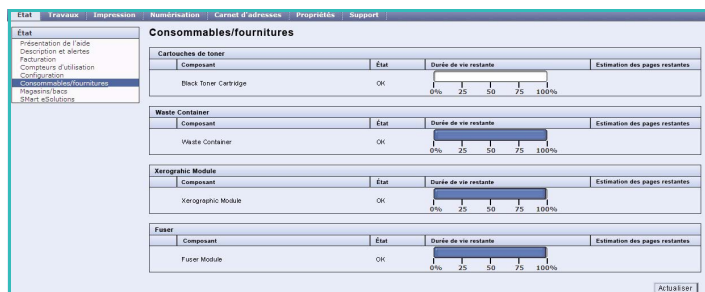 État Travaux Impression Numérisation Carnet d'adresses Propriétés Support
État
Présentation de l'aide
Description et alertes
Facturation
Compteurs d'utilisation
Configuration
Consommables/fournitures
Magasins/bacs
SMart eSolutions
Consommables/fournitures
Cartouches de toner
Composant État Durée de vie restante Estimation des pages restantes
Black Toner Cartridge OK
0% 25 50 75 100%
Waste Container
Composant État Durée de vie restante Estimation des pages restantes
Waste Container OK
0% 25 50 75 100%
Xerograhic Module
Composant État Durée de vie restante Estimation des pages restantes
Xerographic Module OK
0% 25 50 75 100%
Fuser
Composant État Durée de vie restante Estimation des pages restantes
Fuser Module OK
0% 25 50 75 100%
Actualiser